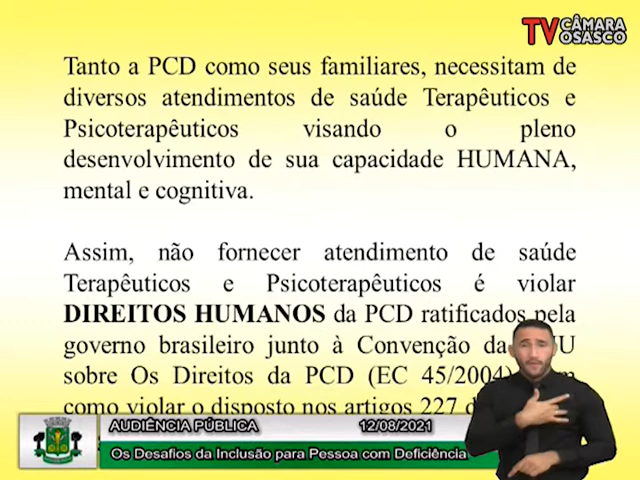 TV CÂMARA
OSASCO
Tanto a PCD como seus familiares, necessitam de
diversos atendimentos de saúde Terapêuticos e
Psicoterapêuticos visando o pleno
desenvolvimento de sua capacidade HUMANA,
mental e cognitiva.
Assim, não fornecer atendimento de saúde
Terapêuticos e Psicoterapêuticos é violar
DIREITOS HUMANOS da PCD ratificados pela
governo brasileiro junto à Convenção da
sobre Os Direitos da PCD (EC 45/2004)
como violar o disposto nos artigos 227
AUDIÊNCIA PÚBLICA 12/08/2021
Os Desafios da Inclusão para Pessoa com Deficiência